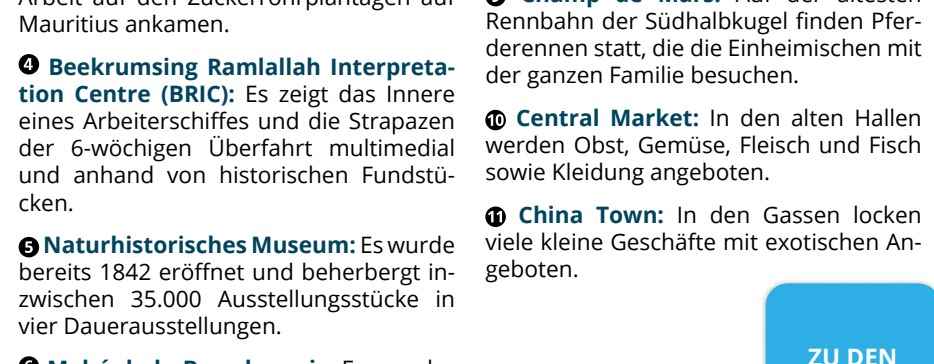 Mauritius ankamen.
❹ Beekrumsing Ramlallah Interpreta-
tion Centre (BRIC): Es zeigt das Innere
eines Arbeiterschiffes und die Strapazen
der 6-wöchigen Überfahrt multimedial
und anhand von historischen Fundstü-
cken.
❺ Naturhistorisches Museum: Es wurde
bereits 1842 eröffnet und beherbergt in-
zwischen 35.000 Ausstellungsstücke in
vier Dauerausstellungen.
Rennbahn der Südhalbkugel finden Pfer-
derennen statt, die die Einheimischen mit
der ganzen Familie besuchen.
❿ Central Market: In den alten Hallen
werden Obst, Gemüse, Fleisch und Fisch
sowie Kleidung angeboten.
⓫ China Town: In den Gassen locken
viele kleine Geschäfte mit exotischen An-
geboten.
ZU DEN